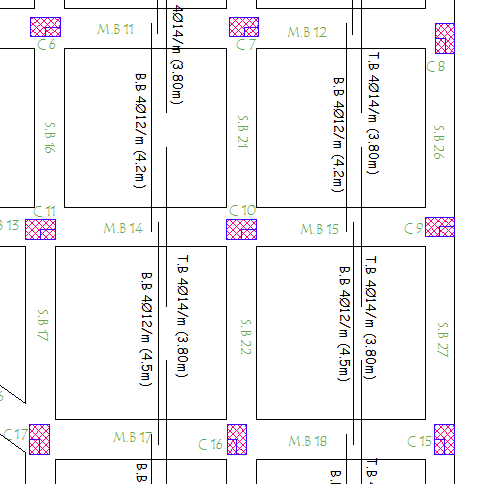 M.B 11
M.B 12
C 6
C 7
C 8
4Ø14/m (3.80m)
B.B 4Ø12/m (4.2m)
B.B 4Ø12/m (4.2m)
T.B 4Ø14/m (3.80m)
S.B 16
S.B 21
S.B 26
C 11
C 10
C 9
B 13
M.B 14
M.B 15
B.B 4Ø12/m (4.5m)
T.B 4Ø14/m (3.80m)
B.B 4Ø12/m (4.5m)
T.B 4Ø14/m (3.80m)
S.B 17
S.B 22
S.B 27
C 17
M.B 17
C 16
M.B 18
C 15
B.B
B.B
T.B 4